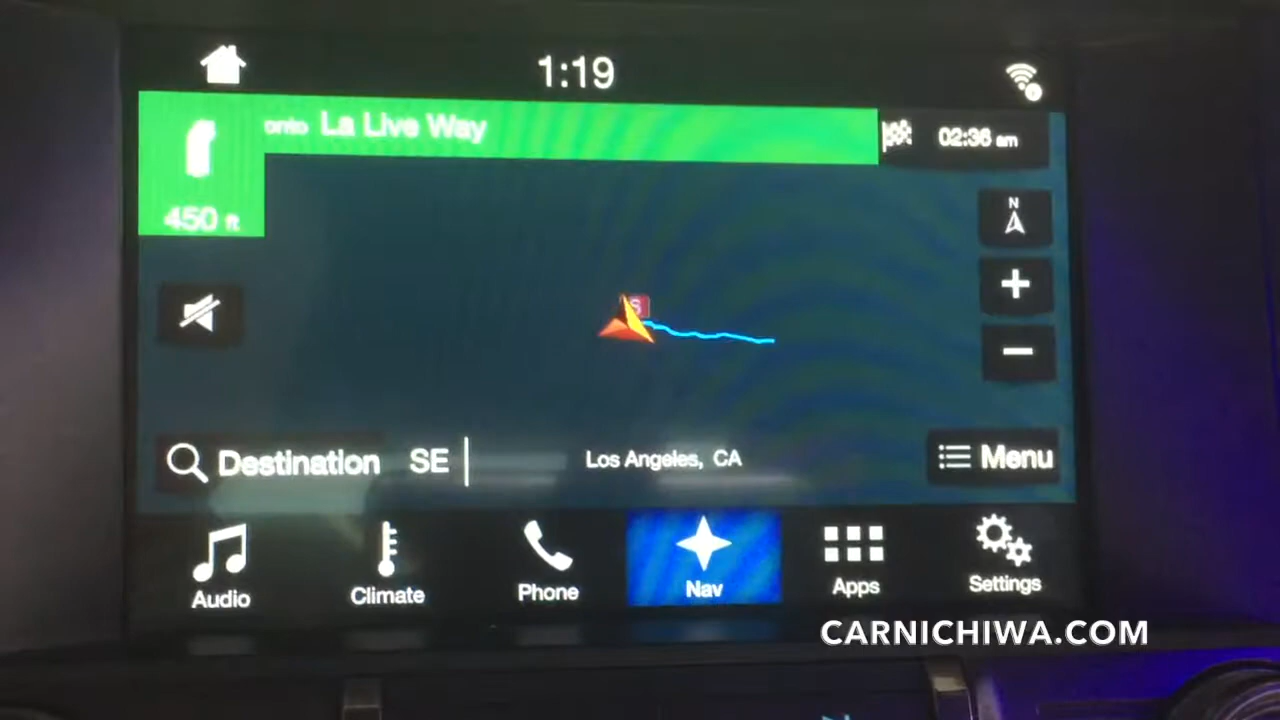 1:19
onto La Live Way
02:36 am
450 ft
N
S
Destination SE
Los Angeles, CA
Menu
Audio
Climate
Phone
Nav
Apps
Settings
CARNICHIWA.COM